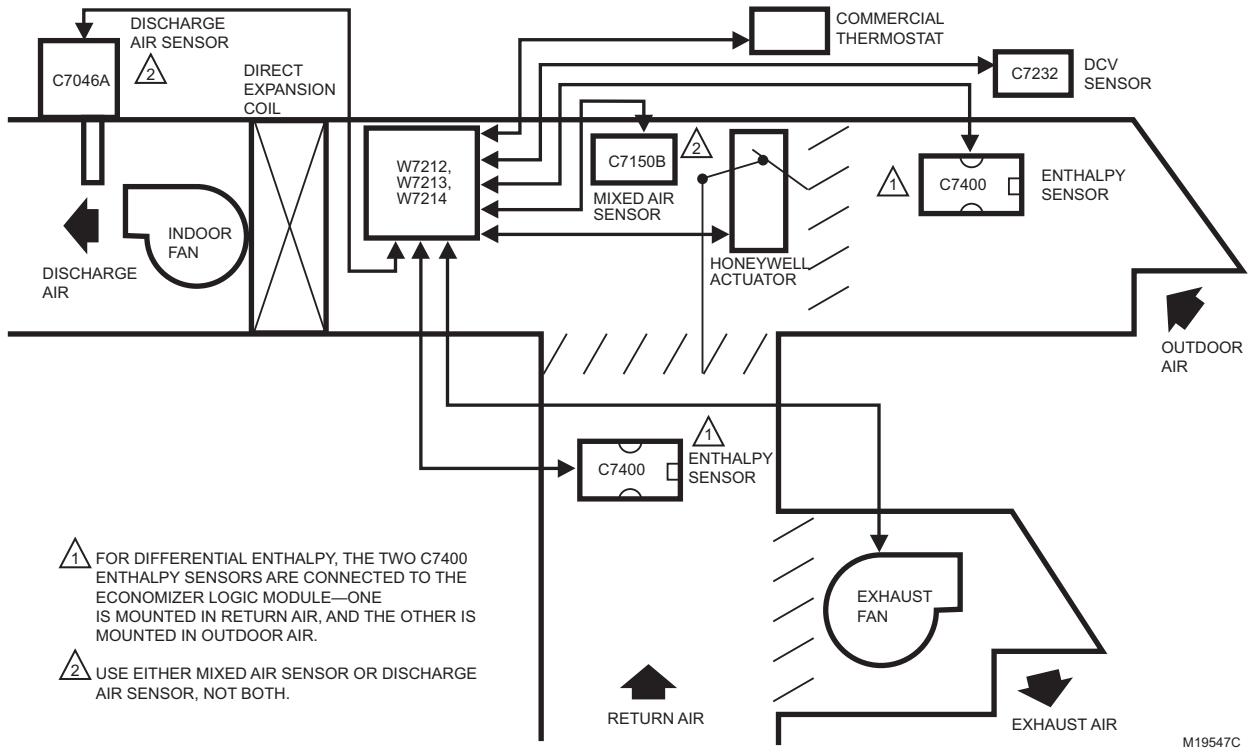 DISCHARGE
AIR SENSOR
2
C7046A
DIRECT
EXPANSION
COIL
COMMERCIAL
THERMOSTAT
C7232
DCV
SENSOR
W7212,
W7213,
W7214
C7150B
2
MIXED AIR
SENSOR
HONEYWELL
ACTUATOR
1
C7400
ENTHALPY
SENSOR
INDOOR
FAN
DISCHARGE
AIR
OUTDOOR
AIR
1
C7400
ENTHALPY
SENSOR
EXHAUST
FAN
1
FOR DIFFERENTIAL ENTHALPY, THE TWO C7400
ENTHALPY SENSORS ARE CONNECTED TO THE
ECONOMIZER LOGIC MODULE—ONE
IS MOUNTED IN RETURN AIR, AND THE OTHER IS
MOUNTED IN OUTDOOR AIR.
2
USE EITHER MIXED AIR SENSOR OR DISCHARGE
AIR SENSOR, NOT BOTH.
RETURN AIR
EXHAUST AIR
M19547C